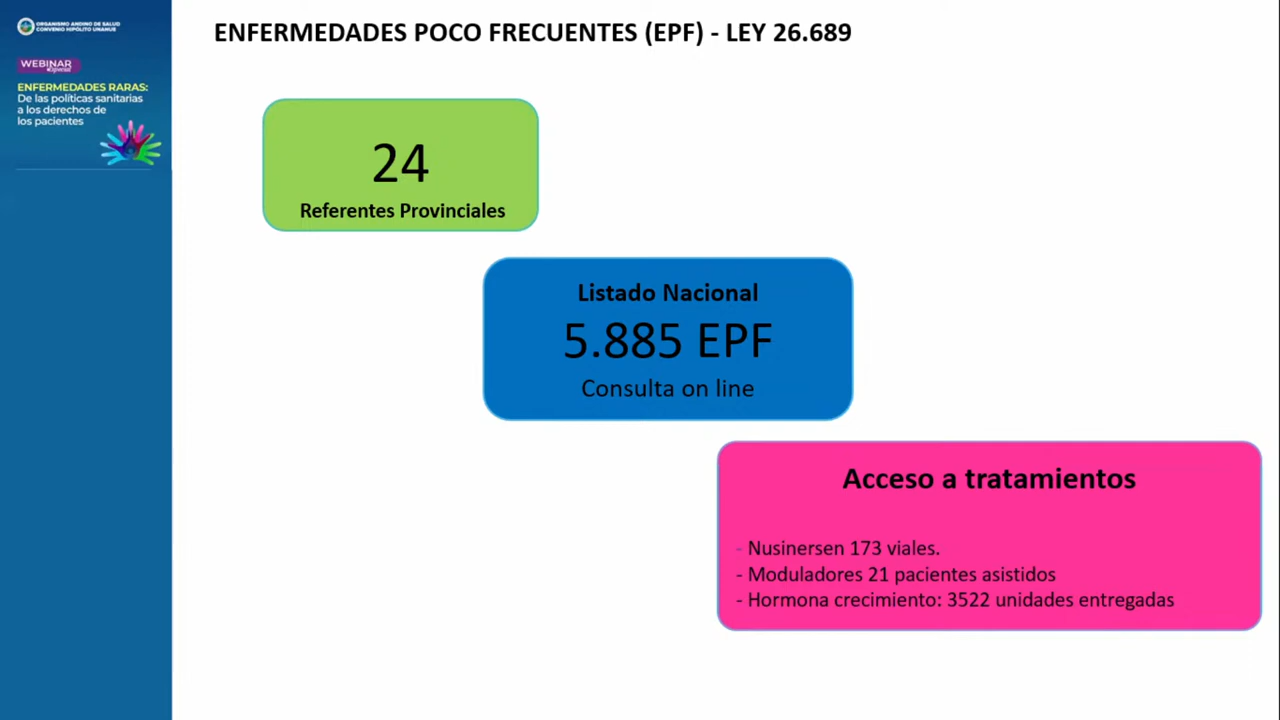 ORGANISMO ANDINO DE SALUD
CONVENIO HIPÓLITO UNANUE
WEBINAR
Especial
ENFERMEDADES RARAS:
De las políticas sanitarias
a los derechos de
los pacientes
ENFERMEDADES POCO FRECUENTES (EPF) - LEY 26.689
24
Referentes Provinciales
Listado Nacional
5.885 EPF
Consulta on line
Acceso a tratamientos
- Nusinersen 173 viales.
- Moduladores 21 pacientes asistidos
- Hormona crecimiento: 3522 unidades entregadas